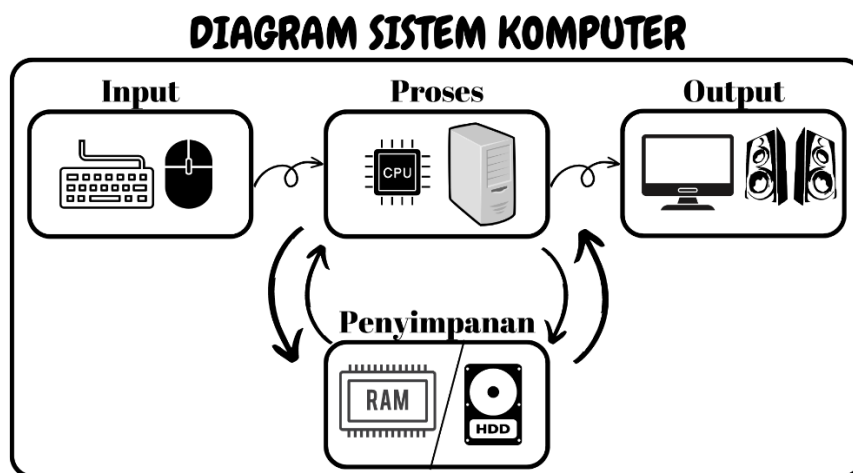 DIAGRAM SISTEM KOMPUTER
Input
Proses
Output
CPU
Penyimpanan
RAM
HDD